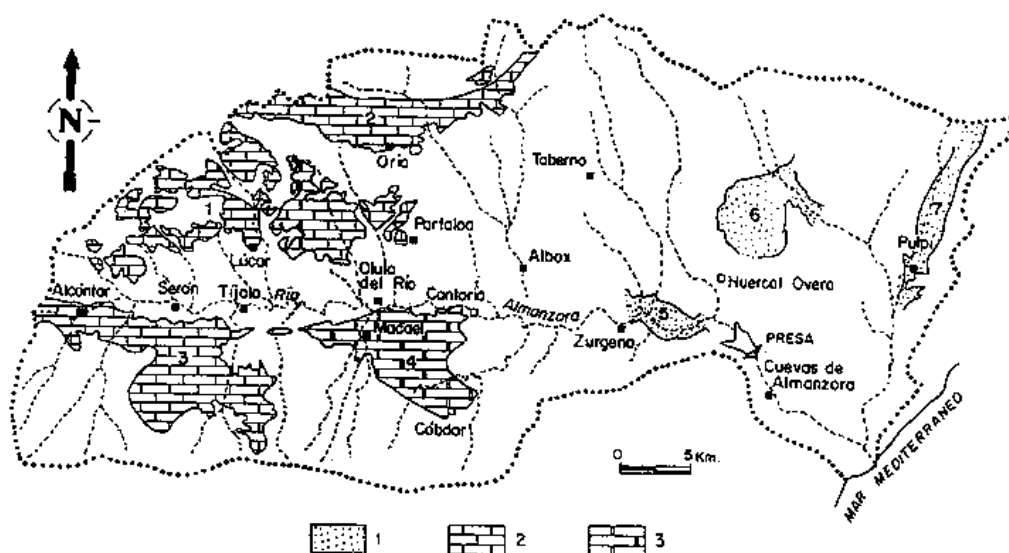 N
2
Oria
Taberno
6
7
1
Partaloa
Pulpi
Lúcar
Albox
Olula
del Río
Huercal Overa
Alcóntar
Serón
Tíjola
Río
Cantoria
Almanzora
5
Zurgena
PRESA
Macael
3
4
Cuevas de
Almanzora
Cóbdar
0 5 Km.
MAR MEDITERRANEO
1 2 3